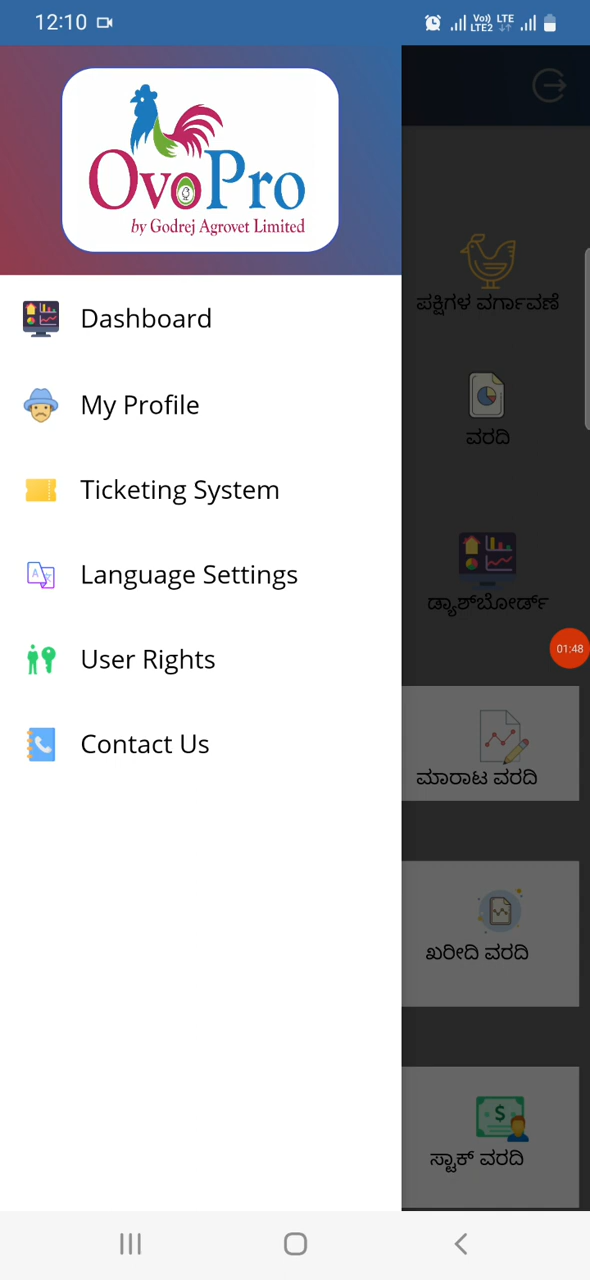 12:10
Vo)) LTE
LTE2
OvoPro
by Godrej Agrovet Limited
Dashboard
My Profile
Ticketing System
Language Settings
User Rights
Contact Us
ಪಕ್ಷಿಗಳ ವರ್ಗಾವಣೆ
ವರದಿ
ಡ್ಯಾಶ್‌ಬೋರ್ಡ್
01:48
ಮಾರಾಟ ವರದಿ
ಖರೀದಿ ವರದಿ
ಸ್ಟಾಕ್ ವರದಿ